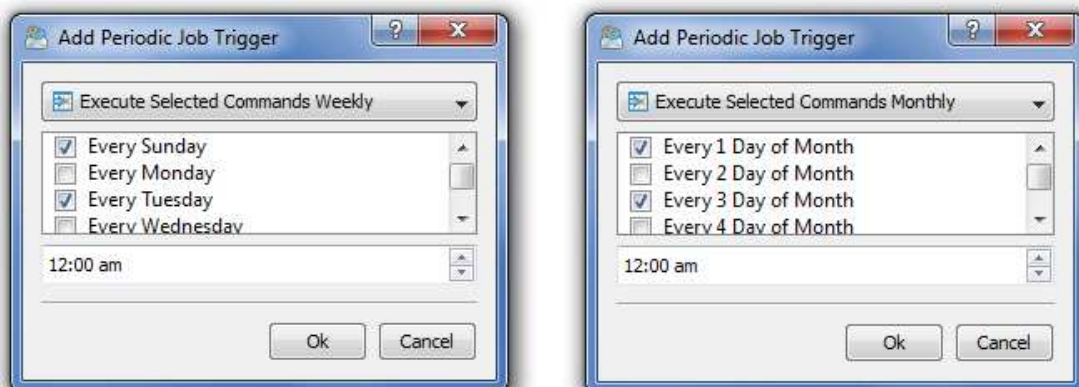 Add Periodic Job Trigger
Execute Selected Commands Weekly
Every Sunday
Every Monday
Every Tuesday
Every Wednesday
12:00 am
Ok
Cancel
Add Periodic Job Trigger
Execute Selected Commands Monthly
Every 1 Day of Month
Every 2 Day of Month
Every 3 Day of Month
Every 4 Day of Month
12:00 am
Ok
Cancel